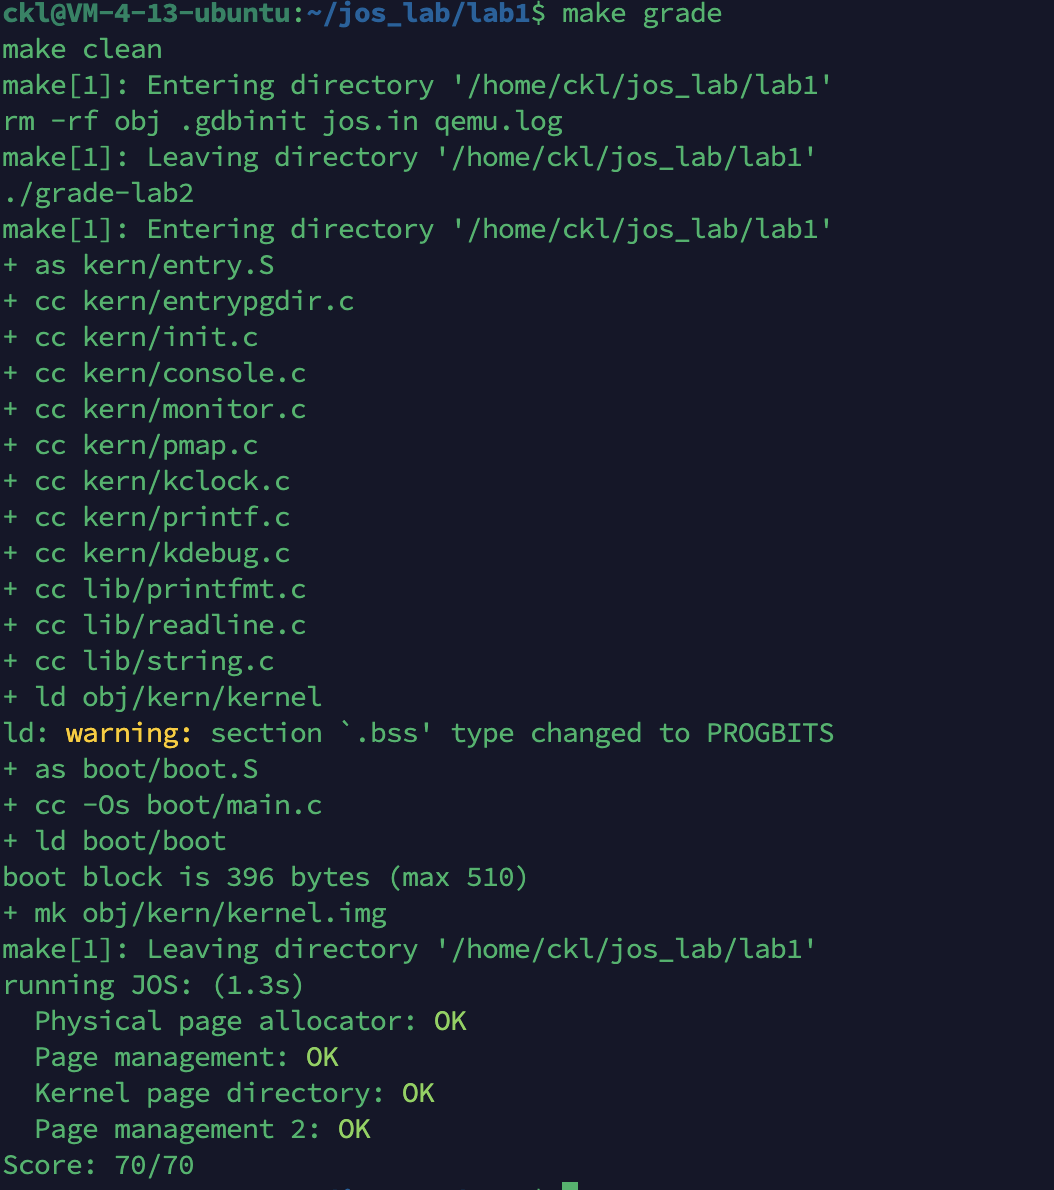 ckl@VM-4-13-ubuntu:~/jos_lab/lab1$ make grade
make clean
make[1]: Entering directory '/home/ckl/jos_lab/lab1'
rm -rf obj .gdbinit jos.in qemu.log
make[1]: Leaving directory '/home/ckl/jos_lab/lab1'
./grade-lab2
make[1]: Entering directory '/home/ckl/jos_lab/lab1'
+ as kern/entry.S
+ cc kern/entrypgdir.c
+ cc kern/init.c
+ cc kern/console.c
+ cc kern/monitor.c
+ cc kern/pmap.c
+ cc kern/kclock.c
+ cc kern/printf.c
+ cc kern/kdebug.c
+ cc lib/printfmt.c
+ cc lib/readline.c
+ cc lib/string.c
+ ld obj/kern/kernel
ld: warning: section `.bss' type changed to PROGBITS
+ as boot/boot.S
+ cc -Os boot/main.c
+ ld boot/boot
boot block is 396 bytes (max 510)
+ mk obj/kern/kernel.img
make[1]: Leaving directory '/home/ckl/jos_lab/lab1'
running JOS: (1.3s)
  Physical page allocator: OK
  Page management: OK
  Kernel page directory: OK
  Page management 2: OK
Score: 70/70